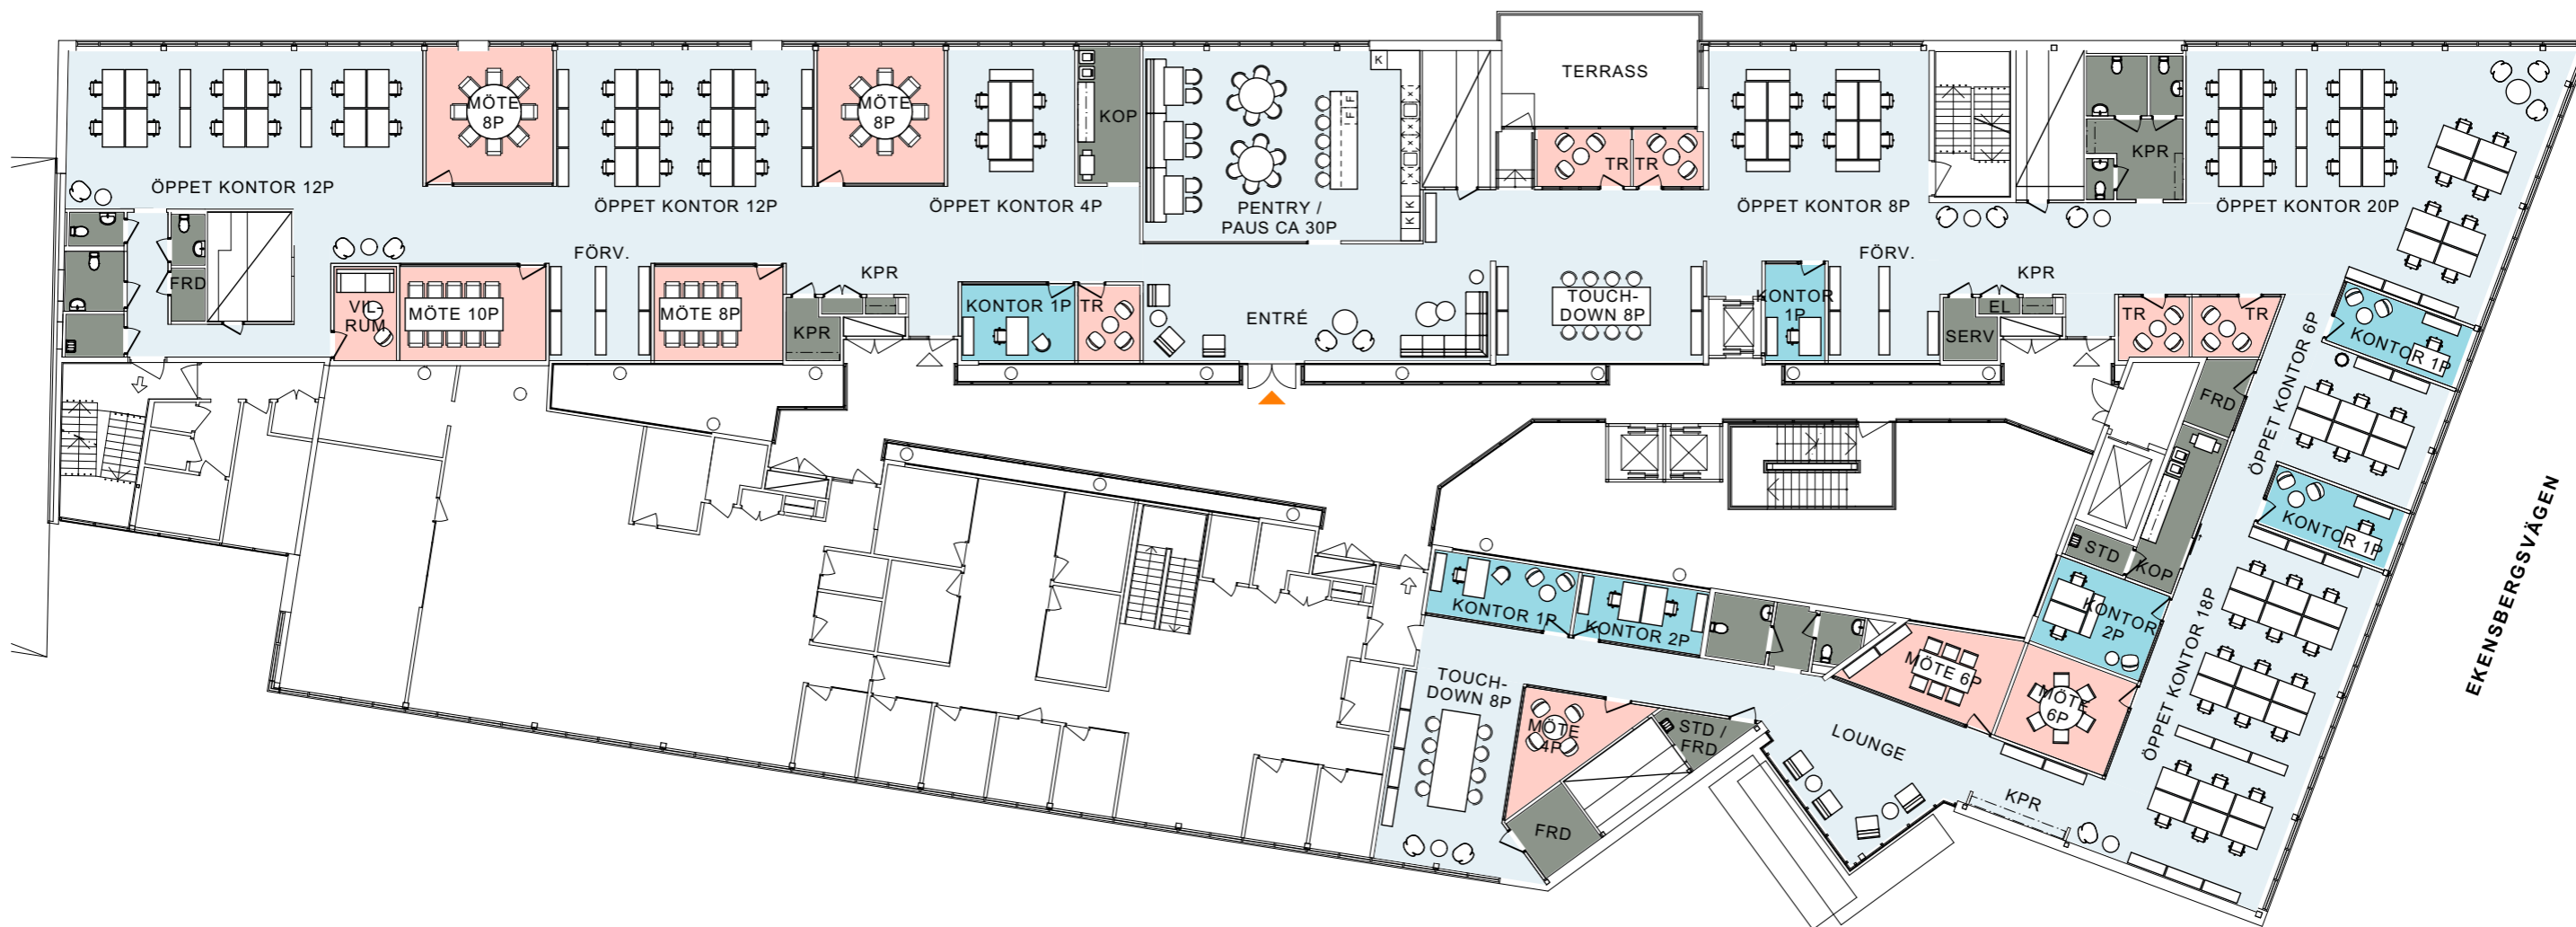 TERRASS
K
MÖTE
8P
MÖTE
8P
KOP
F
F
TR
TR
KPR
ÖPPET KONTOR 12P
ÖPPET KONTOR 12P
ÖPPET KONTOR 4P
PENTRY /
PAUS CA 30P
K
K
ÖPPET KONTOR 8P
ÖPPET KONTOR 20P
FÖRV.
FÖRV.
FRD
KPR
KPR
VIL-
RUM
MÖTE 10P
MÖTE 8P
KPR
KONTOR 1P
TR
ENTRÉ
TOUCH-
DOWN 8P
KONTOR
1P
EL
SERV
TR
TR
KONTOR 1P
ÖPPET KONTOR 6P
FRD
KONTOR 1P
STD
KOP
KONTOR 1P
KONTOR 2P
KONTOR
2P
ÖPPET KONTOR 18P
EKENSBERGSVÄGEN
MÖTE 6P
MÖTE
6P
TOUCH-
DOWN 8P
MÖTE
4P
STD /
FRD
LOUNGE
KPR
FRD